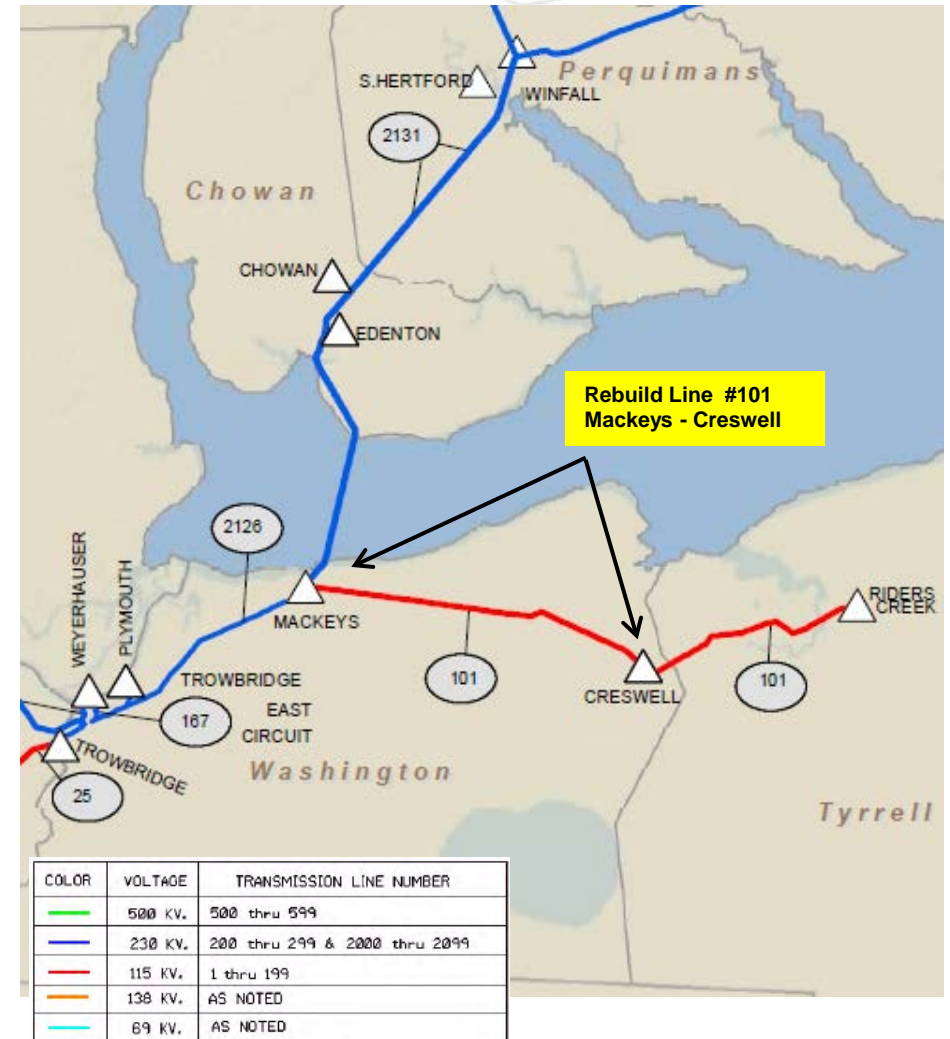 Perquimans
S.HERTFORD
WINFALL
2131
Chowan
CHOWAN
EDENTON
Rebuild Line #101
Mackeys - Creswell
2126
WEYERHAUSER
PLYMOUTH
MACKEYS
RIDERS
CREEK
TROWBRIDGE
EAST
CIRCUIT
101
CRESWELL
101
167
TROWBRIDGE
25
Washington
Tyrrell
COLOR VOLTAGE TRANSMISSION LINE NUMBER
500 KV. 500 thru 599
230 KV. 200 thru 299 & 2000 thru 2099
115 KV. 1 thru 199
138 KV. AS NOTED
69 KV. AS NOTED